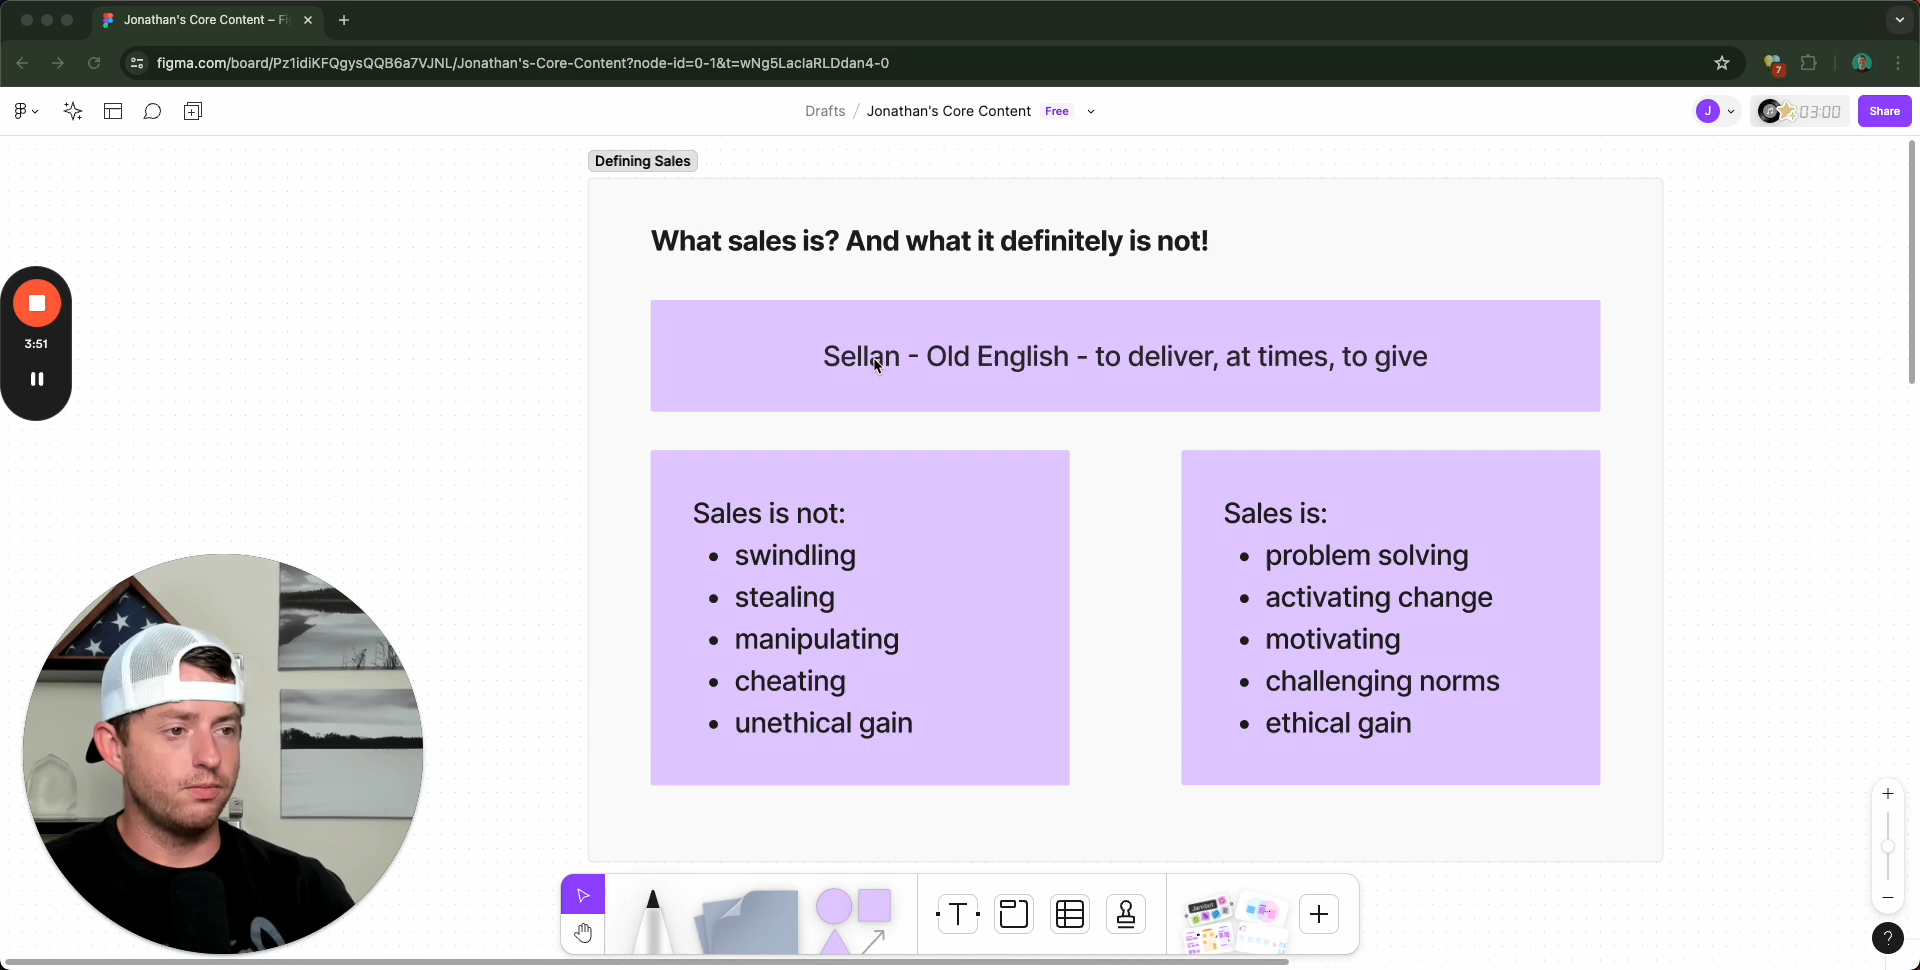 Jonathan's Core Content – Fi
figma.com/board/Pz1idiKFQgysQQB6a7VJNL/Jonathan's-Core-Content?node-id=0-1&t=wNg5LaclaRLDdan4-0
7
Drafts / Jonathan's Core Content Free
J
03:00
Share
Defining Sales
What sales is? And what it definitely is not!
3:51
Sellan - Old English - to deliver, at times, to give
Sales is not:
• swindling
• stealing
• manipulating
• cheating
• unethical gain
Sales is:
• problem solving
• activating change
• motivating
• challenging norms
• ethical gain
T
Jambot
?